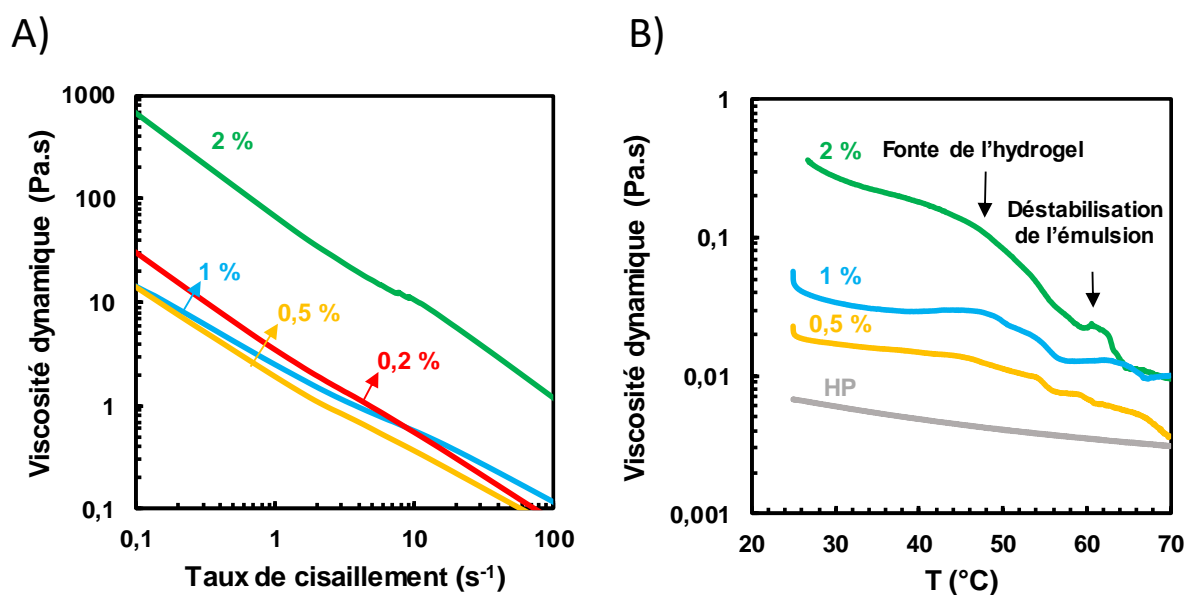 A)
Viscosité dynamique (Pa.s)
1000
100
10
1
0,1
2 %
1 %
0,5 %
0,2 %
0,1
1
10
100
Taux de cisaillement (s-1)
B)
Viscosité dynamique (Pa.s)
1
0,1
0,01
0,001
2 %
Fonte de l’hydrogel
Déstabilisation
de l’émulsion
1 %
0,5 %
HP
20
30
40
50
60
70
T (°C)